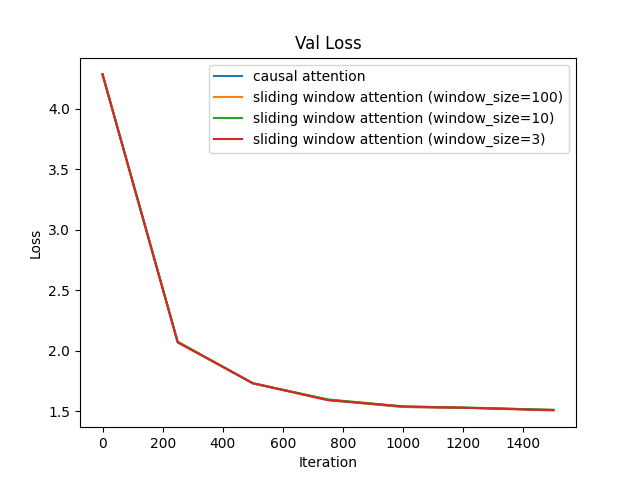 Val Loss
causal attention
sliding window attention (window_size=100)
sliding window attention (window_size=10)
sliding window attention (window_size=3)
4.0
3.5
3.0
2.5
2.0
1.5
Loss
0 200 400 600 800 1000 1200 1400
Iteration